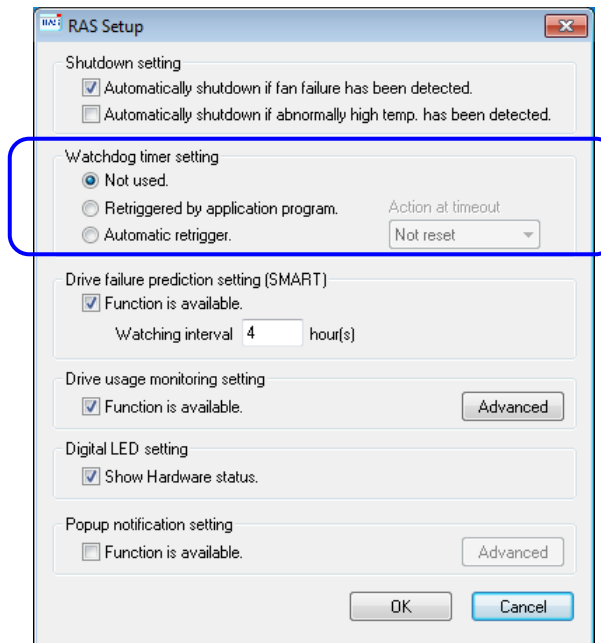 RAS RAS Setup
Shutdown setting
Automatically shutdown if fan failure has been detected.
Automatically shutdown if abnormally high temp. has been detected.
Watchdog timer setting
Not used.
Retriggered by application program. Action at timeout
Automatic retrigger. Not reset
Drive failure prediction setting (SMART)
Function is available.
Watching interval 4 hour(s)
Drive usage monitoring setting
Function is available. Advanced
Digital LED setting
Show Hardware status.
Popup notification setting
Function is available. Advanced
OK Cancel